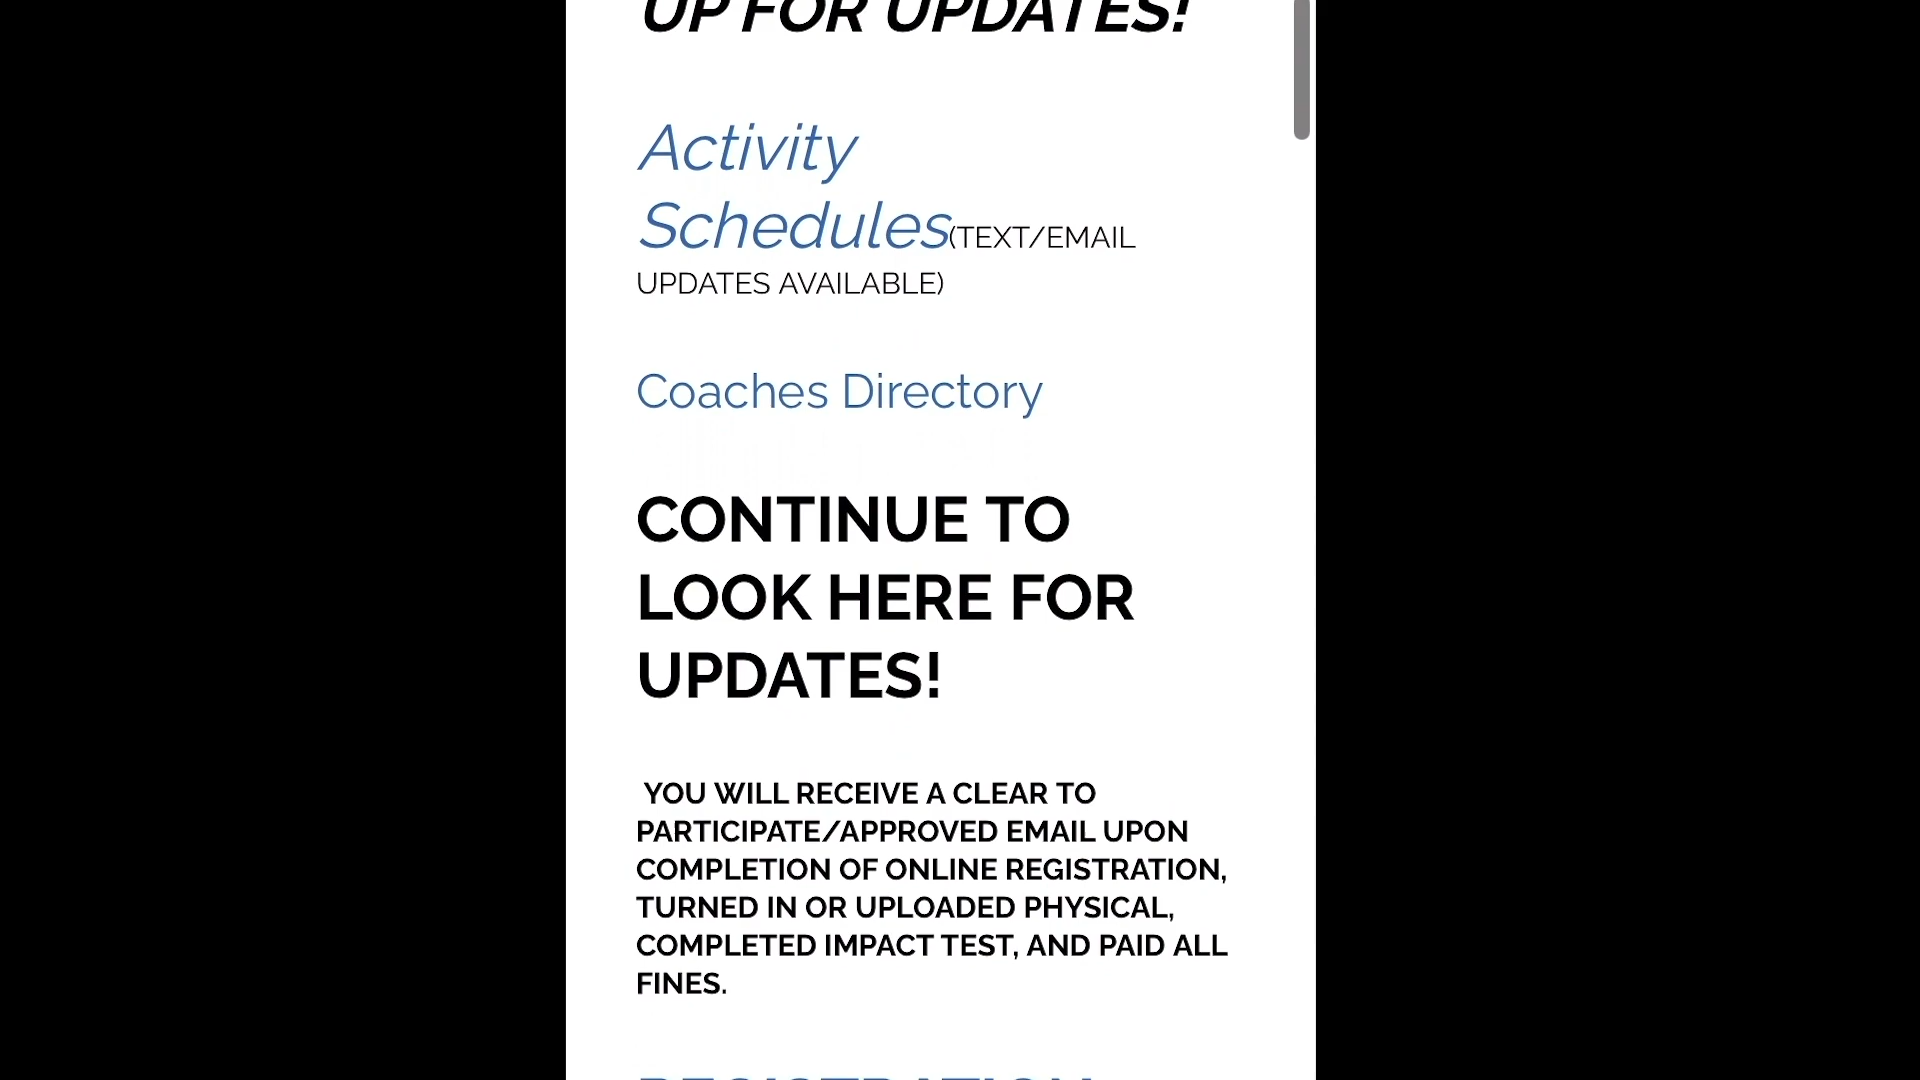 UP FOR UPDATES!
Activity
Schedules(TEXT/EMAIL
UPDATES AVAILABLE)
Coaches Directory
CONTINUE TO
LOOK HERE FOR
UPDATES!
YOU WILL RECEIVE A CLEAR TO
PARTICIPATE/APPROVED EMAIL UPON
COMPLETION OF ONLINE REGISTRATION,
TURNED IN OR UPLOADED PHYSICAL,
COMPLETED IMPACT TEST, AND PAID ALL
FINES.